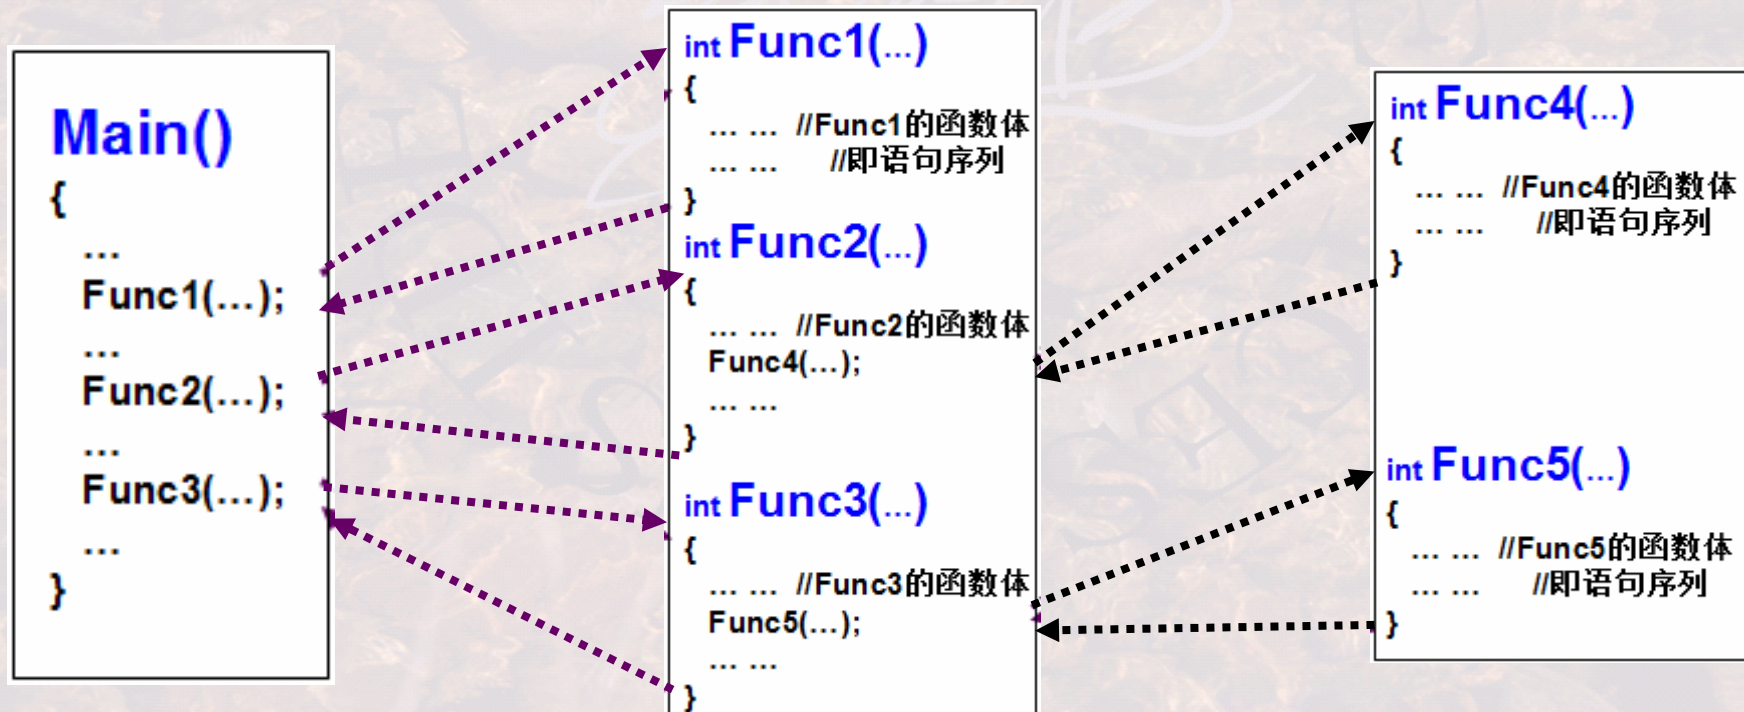 Main()
{
...
Func1(...);
...
Func2(...);
...
Func3(...);
...
}
int Func1(...)
{
... ... //Func1的函数体
... ... //即语句序列
}
int Func2(...)
{
... ... //Func2的函数体
Func4(...);
... ...
}
int Func3(...)
{
... ... //Func3的函数体
Func5(...);
... ...
}
int Func4(...)
{
... ... //Func4的函数体
... ... //即语句序列
}
int Func5(...)
{
... ... //Func5的函数体
... ... //即语句序列
}